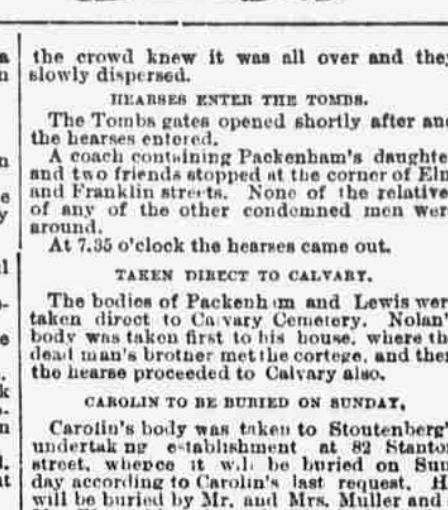 the crowd knew it was all over and they
slowly dispersed.
HEARSES ENTER THE TOMBS.
The Tombs gates opened shortly after and
the hearses entered.
A coach containing Packenham's daughte
and two friends stopped at the corner of Elm
and Franklin streets. None of the relative
of any of the other condemned men wer
around.
At 7.35 o'clock the hearses came out.
TAKEN DIRECT TO CALVARY.
The bodies of Packenham and Lewis wer
taken direct to Calvary Cemetery. Nolan'
body was taken first to his house, where th
dead man's brother met the cortege, and then
the hearse proceeded to Calvary also.
CAROLIN TO BE BURIED ON SUNDAY.
Carolin's body was taken to Stoutenberg'
undertaking establishment at 82 Stanton
street, whence it will be buried on Sun
day according to Carolin's last request. H
will be buried by Mr. and Mrs. Muller and